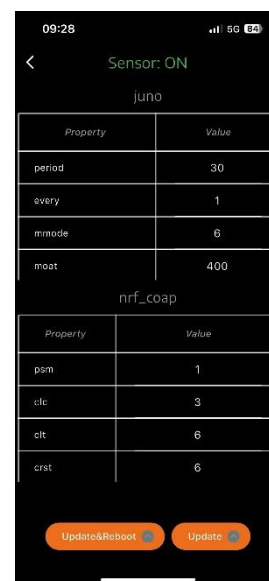 09:28 5G 84
Sensor: ON
juno
Property Value
period 30
every 1
mmode 6
moat 400
nrf_coap
Property Value
psm 1
clc 3
clt 6
crst 6
Update&Reboot Update